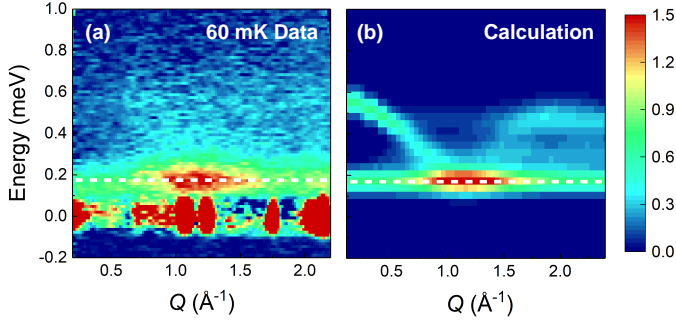 (a) 60 mK Data
(b) Calculation
Energy (meV)
1.0
0.8
0.6
0.4
0.2
0.0
-0.2
0.5 1.0 1.5 2.0
Q (Å⁻¹)
0.5 1.0 1.5 2.0
Q (Å⁻¹)
1.5
1.2
0.9
0.6
0.3
0.0